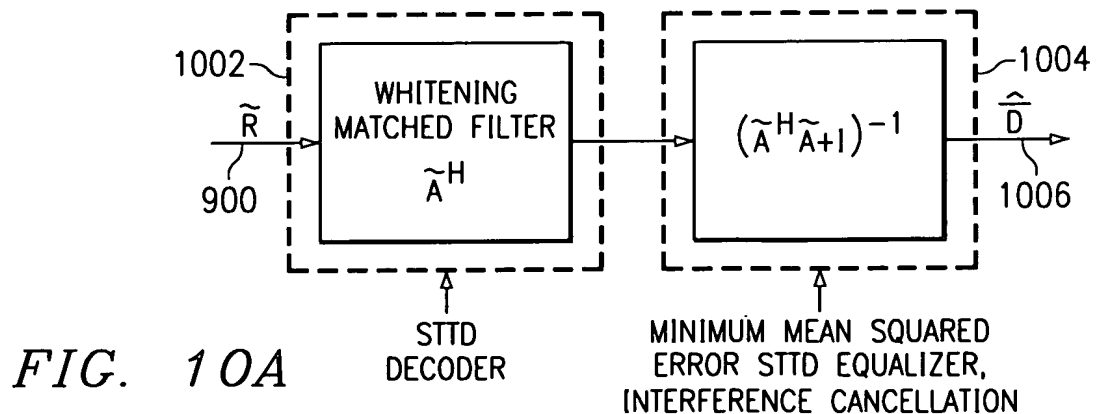 1002
1004
R̃
900
WHITENING
MATCHED FILTER
Ã^H
(Ã^H Ã+I)^-1
D̂̅
1006
STTD
DECODER
MINIMUM MEAN SQUARED
ERROR STTD EQUALIZER,
INTERFERENCE CANCELLATION
FIG. 10A